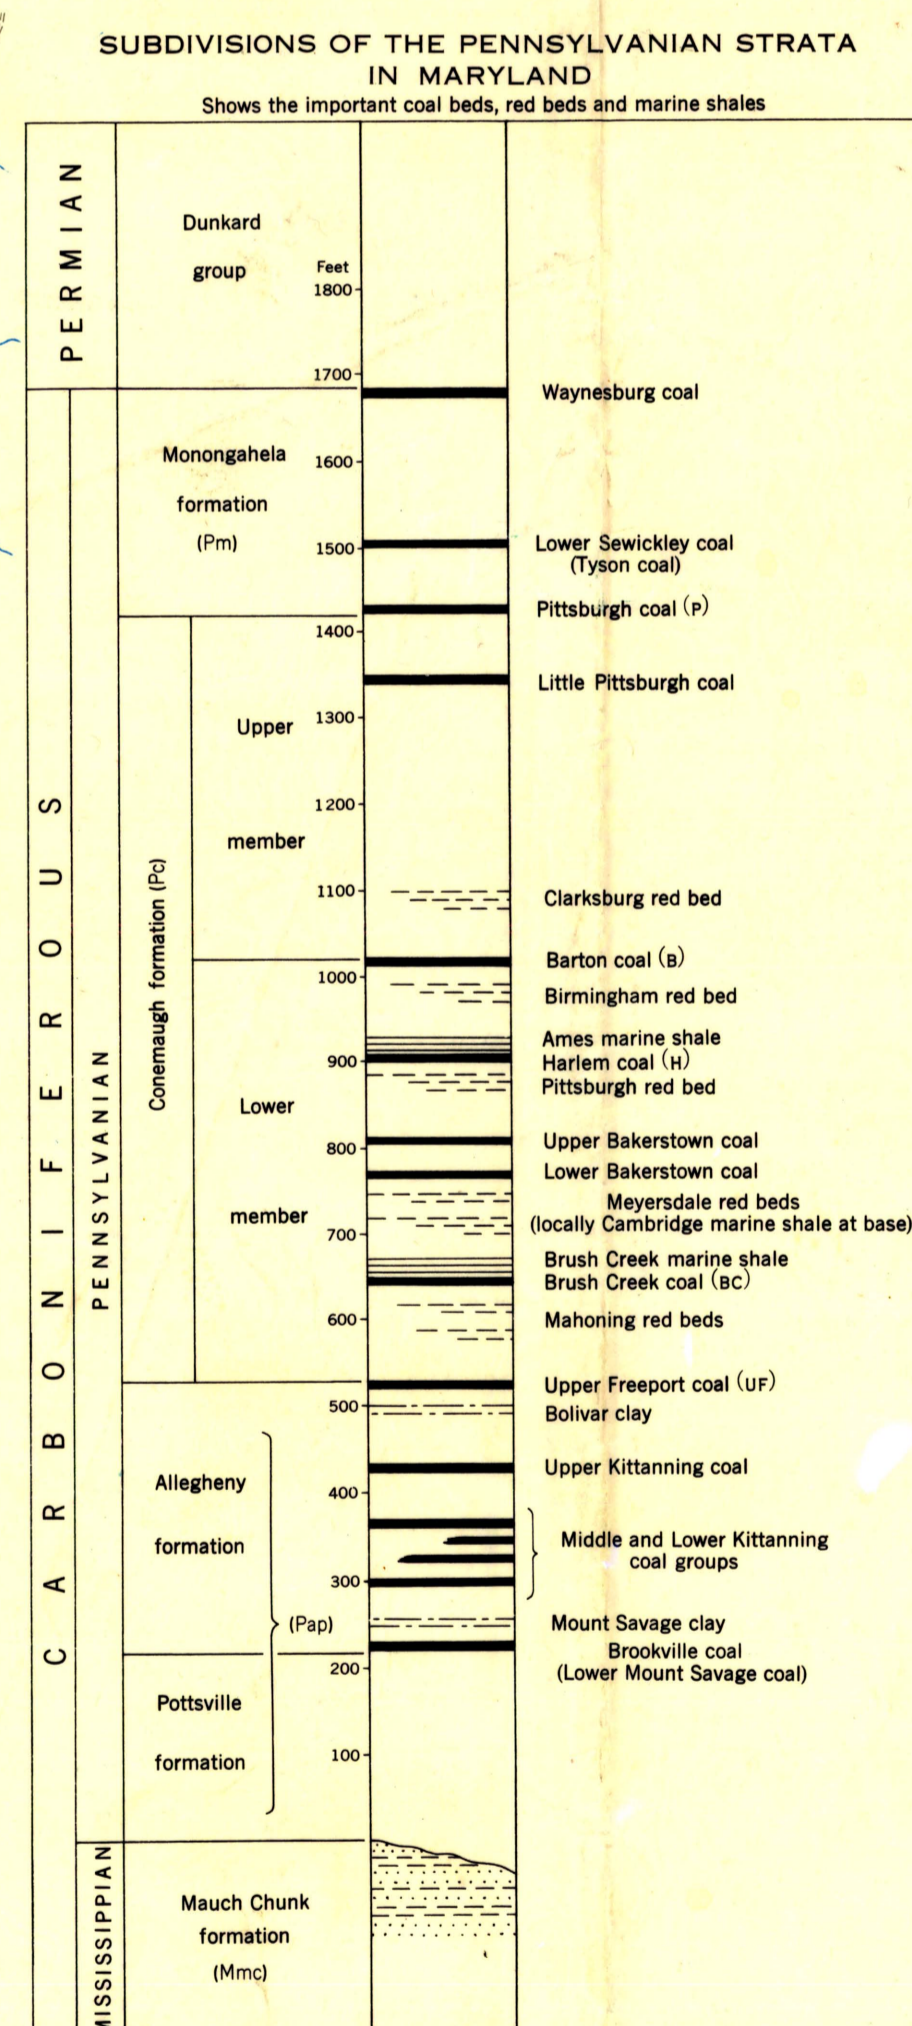 SUBDIVISIONS OF THE PENNSYLVANIAN STRATA
IN MARYLAND
Shows the important coal beds, red beds and marine shales
PERMIAN
Dunkard
group
Feet
1800
1700
Waynesburg coal
CARBONIFEROUS
PENNSYLVANIAN
Monongahela
formation
(Pm)
1600
1500
Lower Sewickley coal
(Tyson coal)
Pittsburgh coal (P)
Conemaugh formation (Pc)
1400
Little Pittsburgh coal
Upper
member
1300
1200
1100
Clarksburg red bed
Barton coal (B)
1000
Birmingham red bed
Ames marine shale
900
Harlem coal (H)
Pittsburgh red bed
Lower
member
Upper Bakerstown coal
800
Lower Bakerstown coal
Meyersdale red beds
(locally Cambridge marine shale at base)
700
Brush Creek marine shale
Brush Creek coal (BC)
600
Mahoning red beds
Upper Freeport coal (UF)
500
Bolivar clay
Allegheny
formation
Upper Kittanning coal
400
Middle and Lower Kittanning
coal groups
300
(Pap)
Mount Savage clay
Brookville coal
(Lower Mount Savage coal)
200
Pottsville
formation
100
MISSISSIPPIAN
Mauch Chunk
formation
(Mmc)